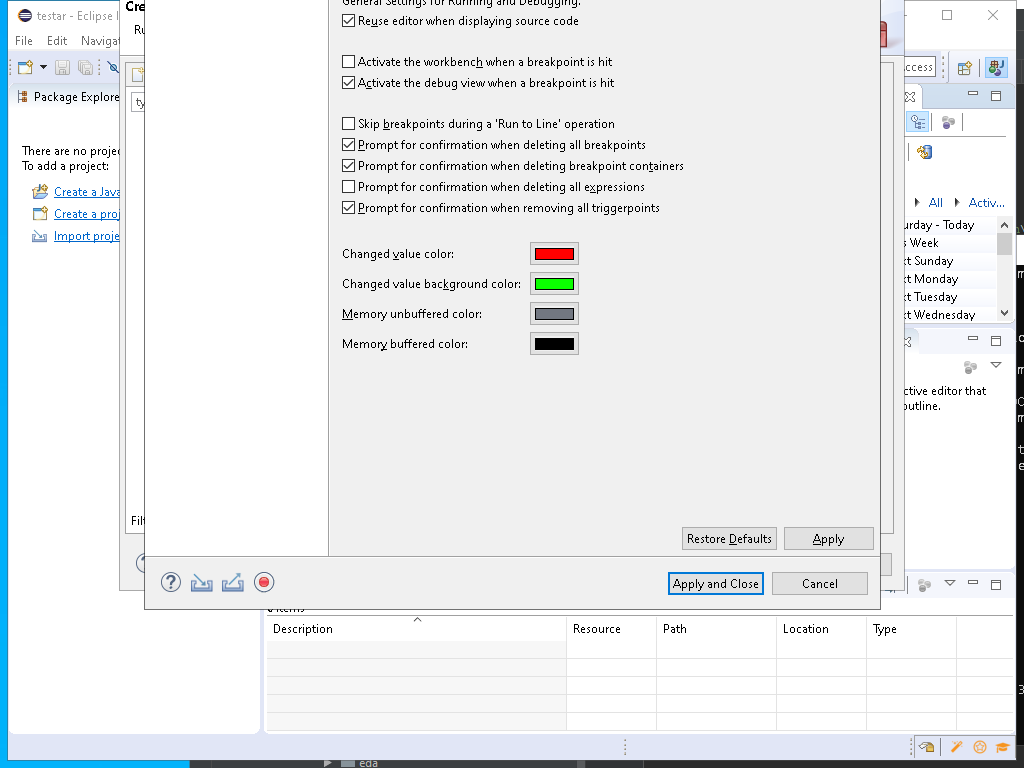 testar - Eclipse I
Cre
General Settings for Running and Debugging.
Ru
Reuse editor when displaying source code
File Edit Navigat
Activate the workbench when a breakpoint is hit
ccess
Activate the debug view when a breakpoint is hit
Package Explore
ty
Skip breakpoints during a 'Run to Line' operation
Prompt for confirmation when deleting all breakpoints
There are no projec
To add a project:
Prompt for confirmation when deleting breakpoint containers
Create a Java
Prompt for confirmation when deleting all expressions
All Activ...
Create a proj
Prompt for confirmation when removing all triggerpoints
Import proje
urday - Today
s Week
Changed value color:
xt Sunday
Changed value background color:
xt Monday
xt Tuesday
Memory unbuffered color:
xt Wednesday
Memory buffered color:
ctive editor that
outline.
Filt
Restore Defaults Apply
Apply and Close Cancel
Description Resource Path Location Type
eda